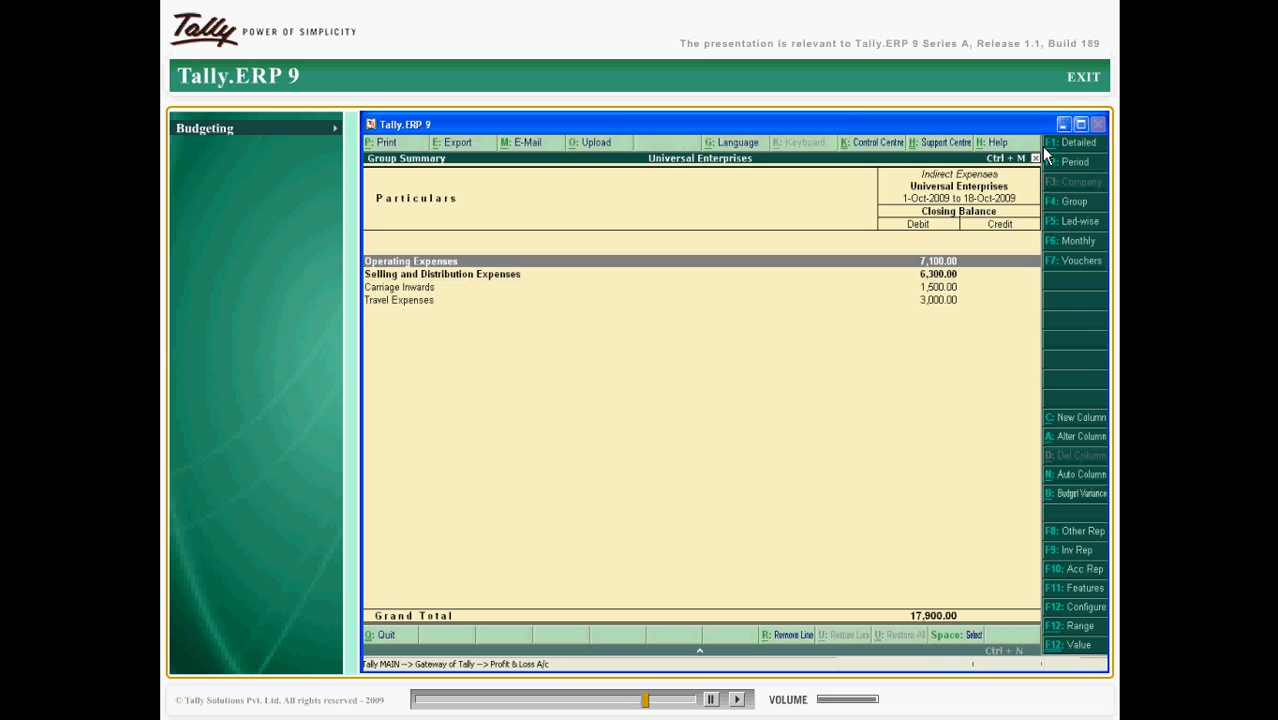 Tally POWER OF SIMPLICITY
The presentation is relevant to Tally.ERP 9 Series A, Release 1.1, Build 189
Tally.ERP 9 EXIT
Budgeting
Tally.ERP 9
P: Print E: Export M: E-Mail O: Upload G: Language K: Keyboard K: Control Centre H: Support Centre H: Help
Group Summary Universal Enterprises Ctrl + M
Particulars
Indirect Expenses
Universal Enterprises
1-Oct-2009 to 18-Oct-2009
Closing Balance
Debit Credit
Operating Expenses 7,100.00
Selling and Distribution Expenses 6,300.00
Carriage Inwards 1,500.00
Travel Expenses 3,000.00
Grand Total 17,900.00
Q: Quit R: Remove Line U: Restore Line U: Restore All Space: Select
Ctrl + N
Tally MAIN --> Gateway of Tally --> Profit & Loss A/c
F1: Detailed
Period
F3: Company
F4: Group
F5: Led-wise
F6: Monthly
F7: Vouchers
C: New Column
A: Alter Column
D: Del Column
N: Auto Column
B: Budget Variance
F8: Other Rep
F9: Inv Rep
F10: Acc Rep
F11: Features
F12: Configure
F12: Range
F12: Value
© Tally Solutions Pvt. Ltd. All rights reserved - 2009 VOLUME